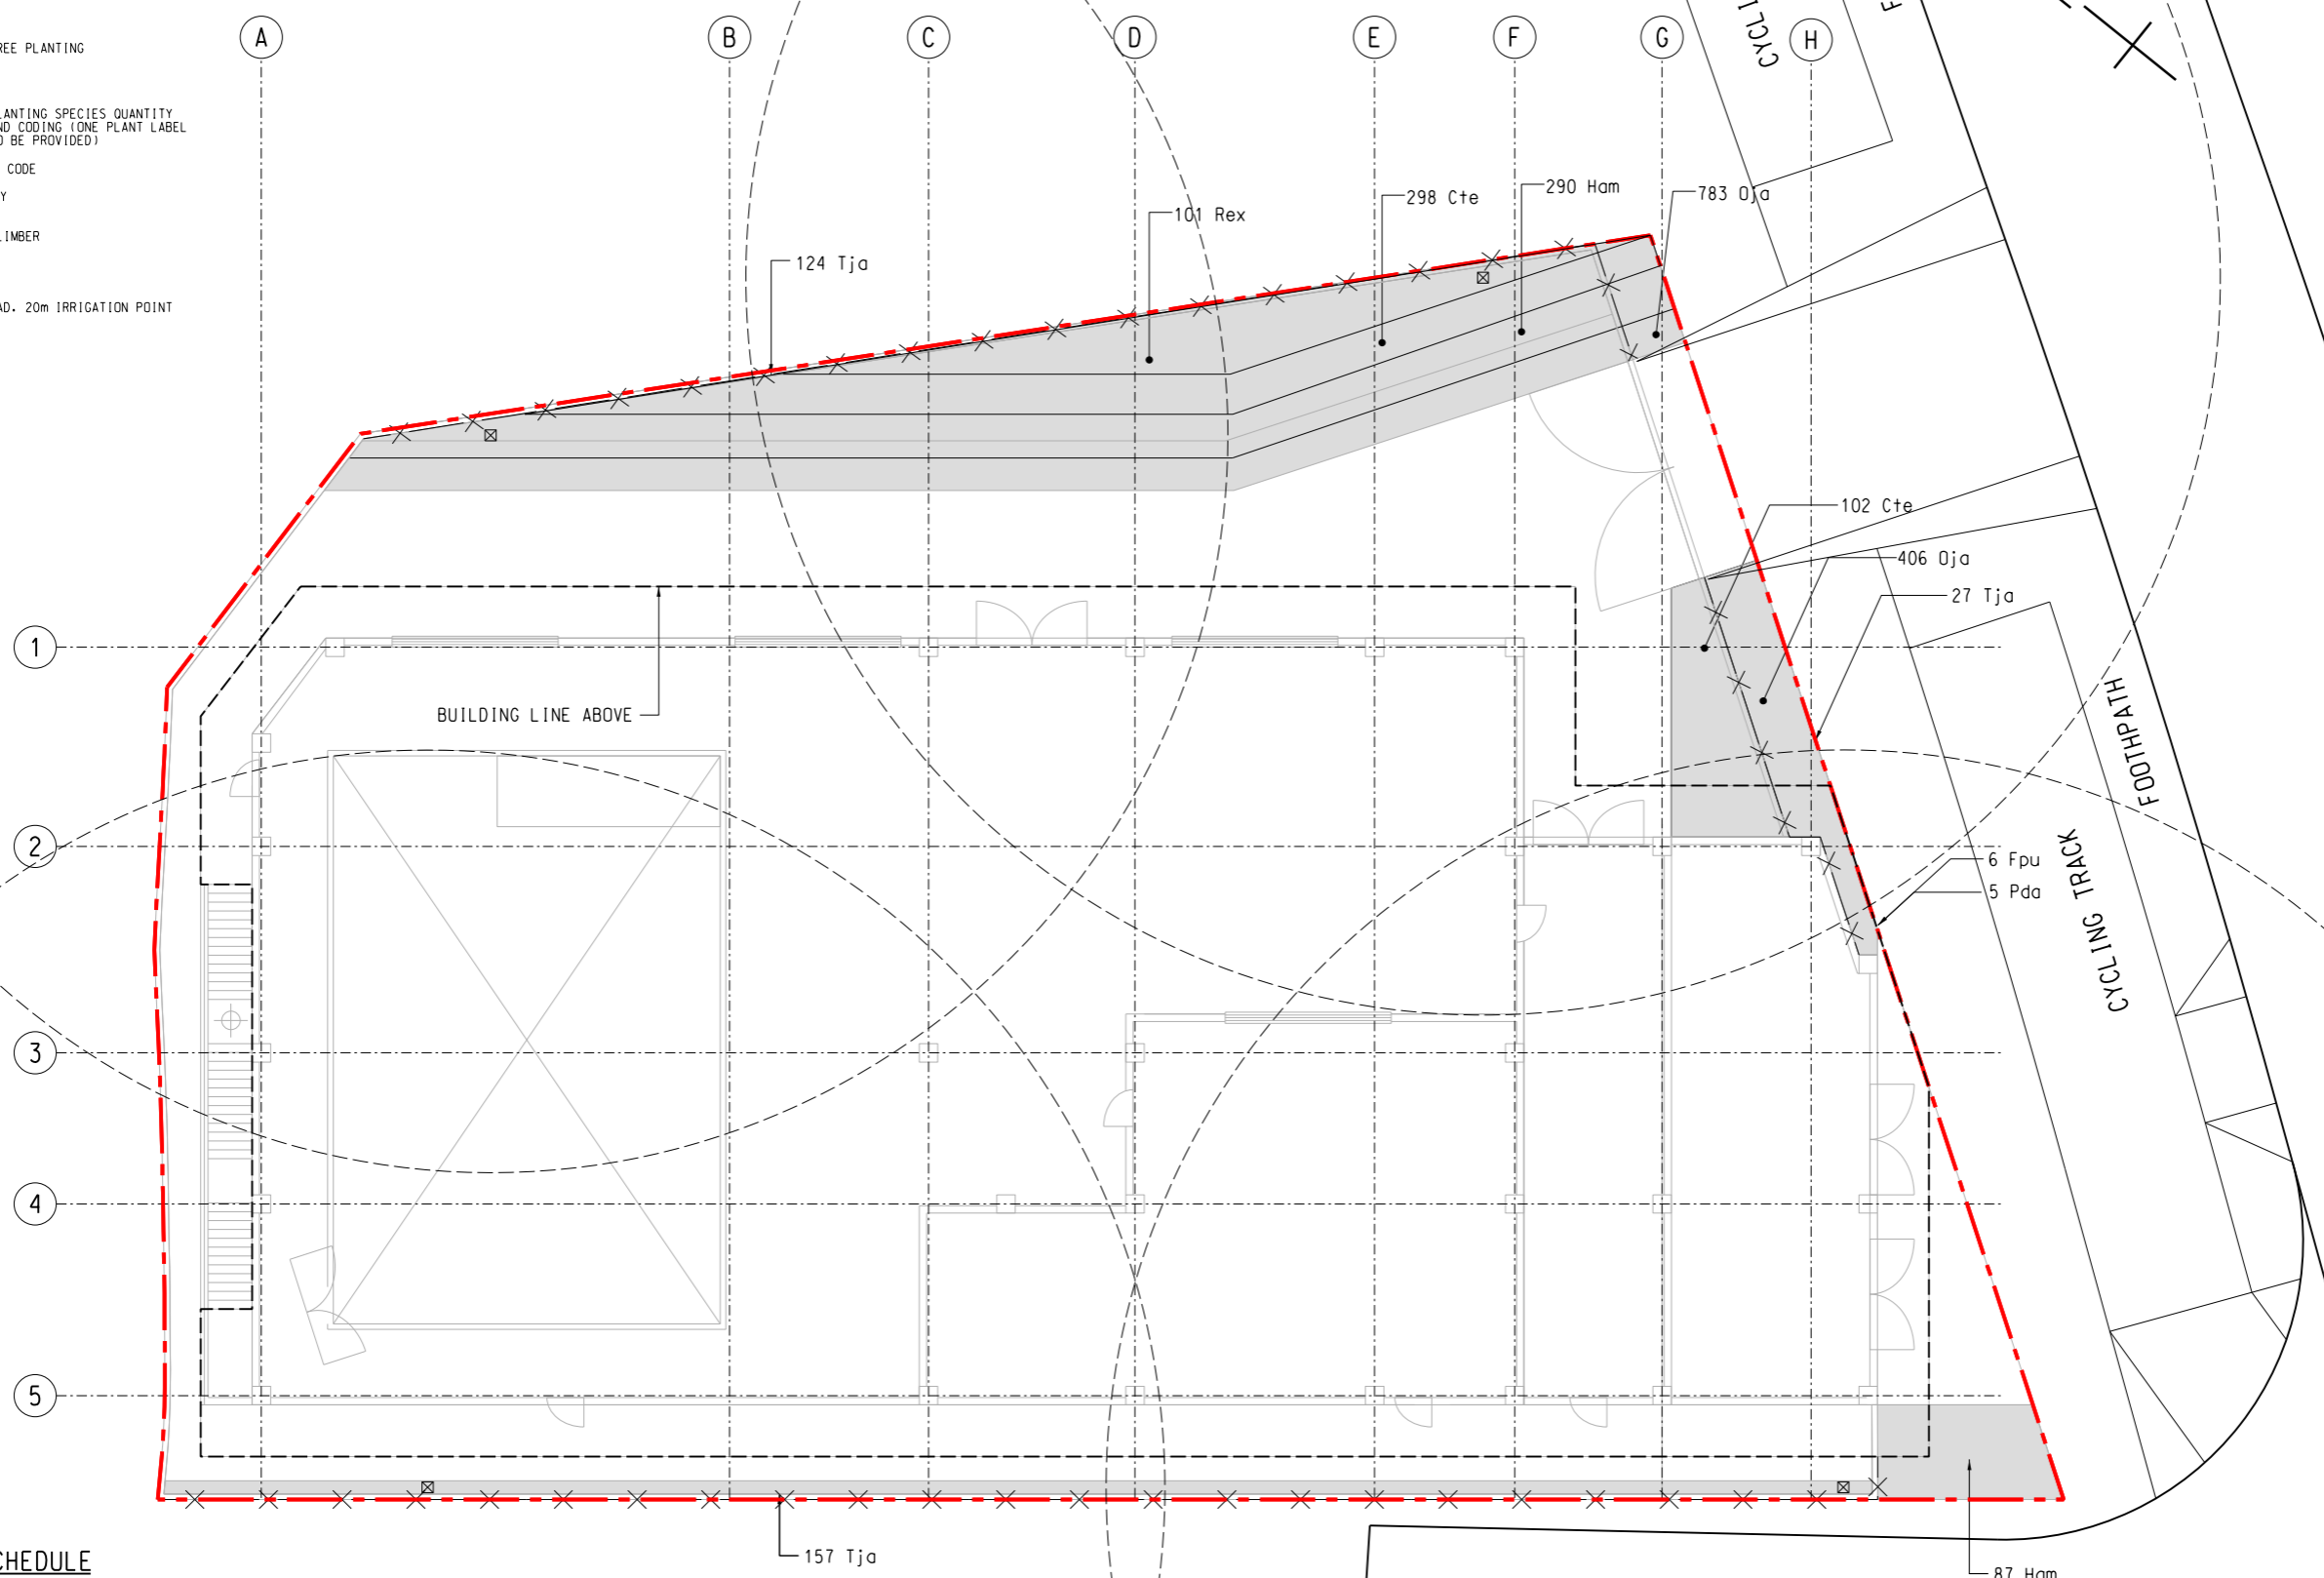 A B C D E F G H
REE PLANTING
LANTING SPECIES QUANTITY
ND CODING (ONE PLANT LABEL
O BE PROVIDED)
CODE
Y
LIMBER
AD. 20m IRRIGATION POINT
CYCLI
F
290 Ham
783 Oja
298 Cte
101 Rex
124 Tja
102 Cte
406 Oja
27 Tja
1
BUILDING LINE ABOVE
FOOTHPATH
2
6 Fpu
5 Pda
CYCLING TRACK
3
4
5
157 Tja
CHEDULE
87 Ham